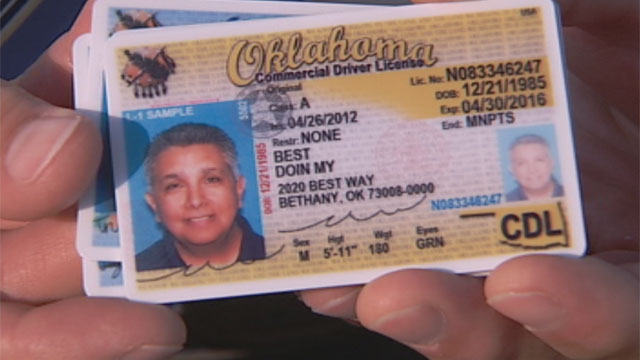 Oklahoma
USA
Commercial Driver License
Original
Class: A
Lic. No: N083346247
DOB: 12/21/1985
Iss: 04/26/2012
Exp: 04/30/2016
Restr: NONE
End: MNPTS
1-1 SAMPLE
BEST
DOIN MY
2020 BEST WAY
BETHANY, OK 73008-0000
DOB: 12/21/1985
N083346247
Sex Hgt Wgt Eyes
M 5'-11" 180 GRN
CDL